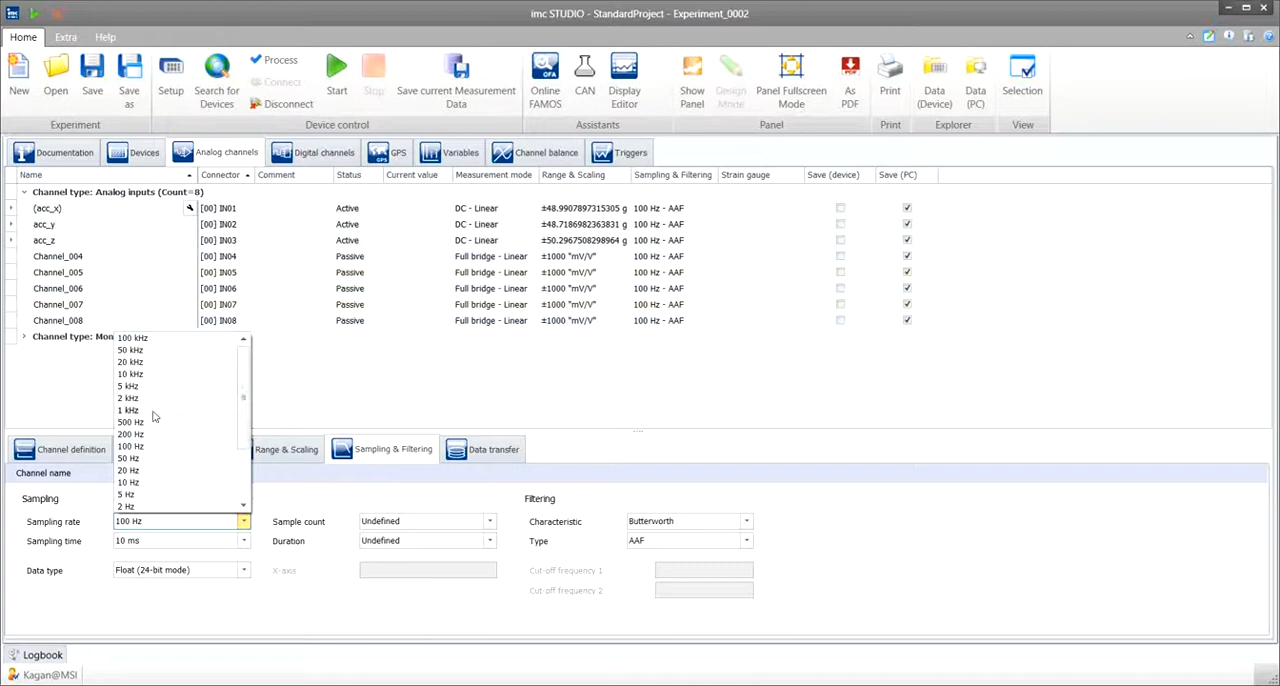 imc STUDIO - StandardProject - Experiment_0002
Home Extra Help
New Open Save Save as
Setup Search for Devices Process Connect Disconnect Start Stop Save current Measurement Data
OFA
Online FAMOS CAN Display Editor
Show Panel Design Mode Panel Fullscreen Mode PDF As PDF
Print Data (Device) Data (PC) Selection
Experiment Device control Assistants Panel Print Explorer View
Documentation Devices Analog channels Digital channels GPS GPS Variables Channel balance Triggers
Name Connector Comment Status Current value Measurement mode Range & Scaling Sampling & Filtering Strain gauge Save (device) Save (PC)
Channel type: Analog inputs (Count=8)
(acc_x) [00] IN01 Active DC - Linear ±48.9907897315305 g 100 Hz - AAF
acc_y [00] IN02 Active DC - Linear ±48.7186982363831 g 100 Hz - AAF
acc_z [00] IN03 Active DC - Linear ±50.2967508298964 g 100 Hz - AAF
Channel_004 [00] IN04 Passive Full bridge - Linear ±1000 "mV/V" 100 Hz - AAF
Channel_005 [00] IN05 Passive Full bridge - Linear ±1000 "mV/V" 100 Hz - AAF
Channel_006 [00] IN06 Passive Full bridge - Linear ±1000 "mV/V" 100 Hz - AAF
Channel_007 [00] IN07 Passive Full bridge - Linear ±1000 "mV/V" 100 Hz - AAF
Channel_008 [00] IN08 Passive Full bridge - Linear ±1000 "mV/V" 100 Hz - AAF
Channel type: Mon
100 kHz
50 kHz
20 kHz
10 kHz
5 kHz
2 kHz
1 kHz
500 Hz
200 Hz
100 Hz
50 Hz
20 Hz
10 Hz
5 Hz
2 Hz
Channel definition Range & Scaling Sampling & Filtering Data transfer
Channel name
Sampling Filtering
Sampling rate 100 Hz Sample count Undefined Characteristic Butterworth
Sampling time 10 ms Duration Undefined Type AAF
Data type Float (24-bit mode) X-axis Cut-off frequency 1
Cut-off frequency 2
Logbook
Kagan@MSI